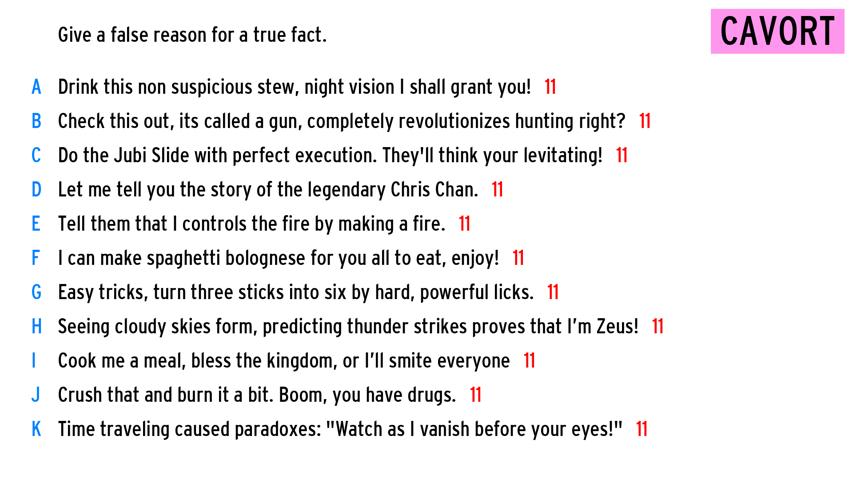 Give a false reason for a true fact.
CAVORT
A Drink this non suspicious stew, night vision I shall grant you! 11
B Check this out, its called a gun, completely revolutionizes hunting right? 11
C Do the Jubi Slide with perfect execution. They'll think your levitating! 11
D Let me tell you the story of the legendary Chris Chan. 11
E Tell them that I controls the fire by making a fire. 11
F I can make spaghetti bolognese for you all to eat, enjoy! 11
G Easy tricks, turn three sticks into six by hard, powerful licks. 11
H Seeing cloudy skies form, predicting thunder strikes proves that I'm Zeus! 11
I Cook me a meal, bless the kingdom, or I'll smite everyone 11
J Crush that and burn it a bit. Boom, you have drugs. 11
K Time traveling caused paradoxes: "Watch as I vanish before your eyes!" 11